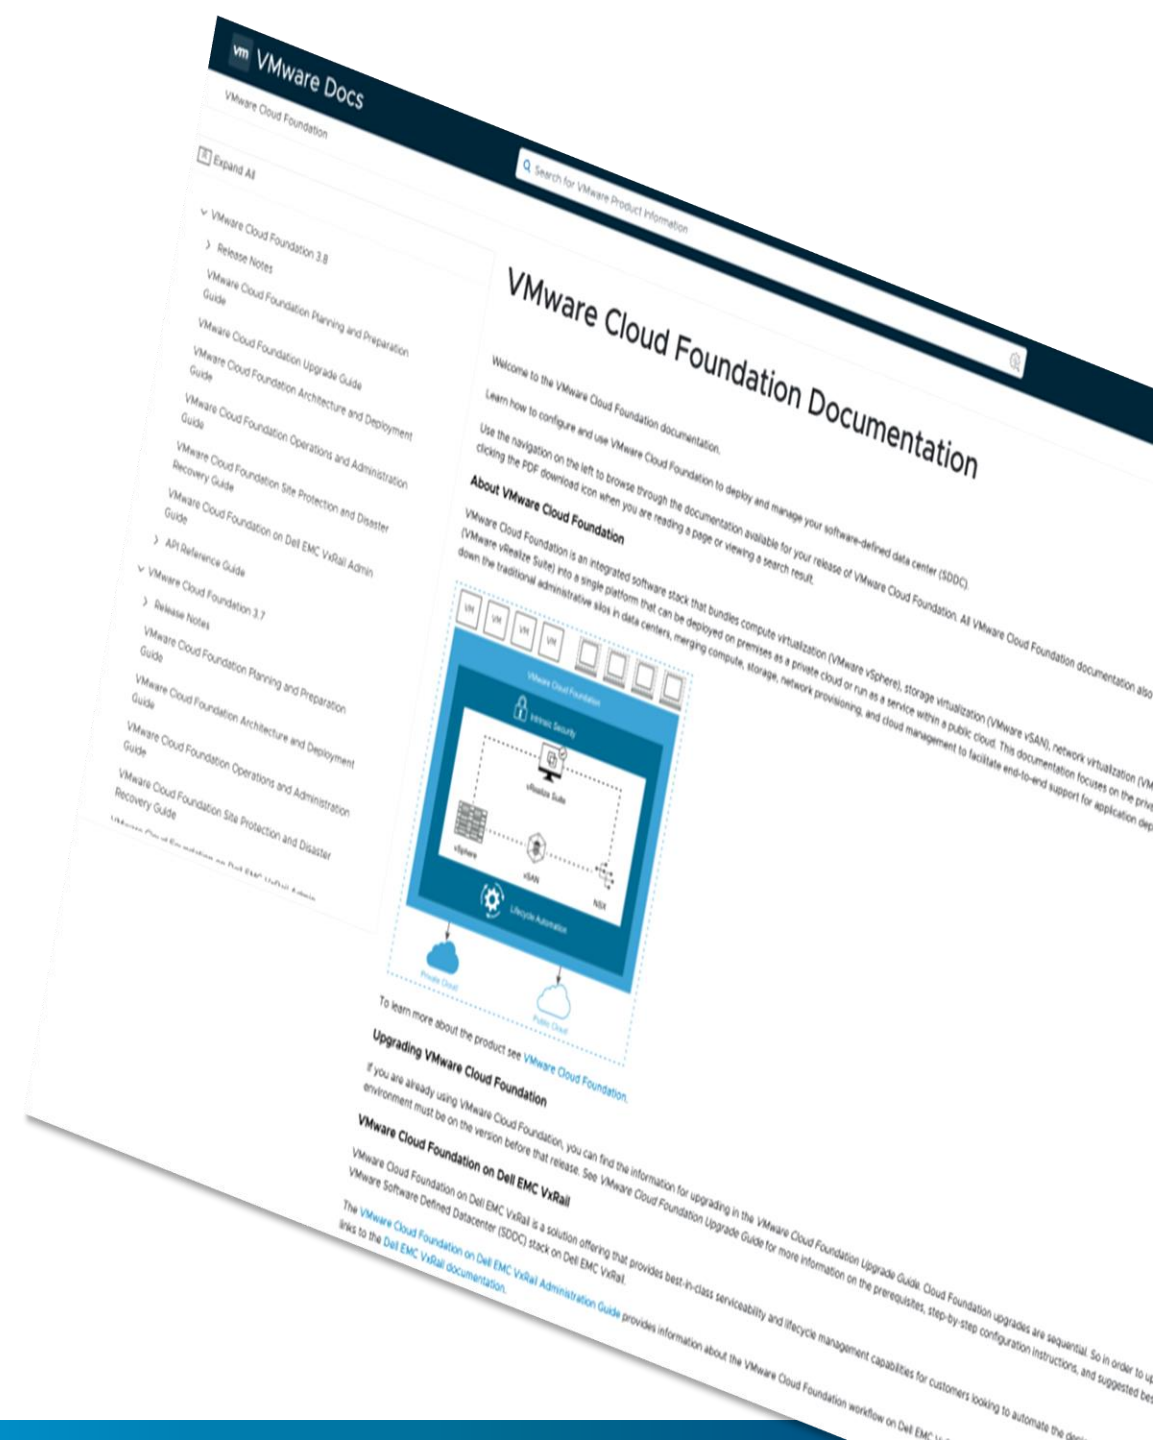 vm VMware Docs
Search for VMware Product Information
VMware Cloud Foundation
Expand All
VMware Cloud Foundation 3.8
Release Notes
VMware Cloud Foundation Planning and Preparation
Guide
VMware Cloud Foundation Upgrade Guide
VMware Cloud Foundation Architecture and Deployment
Guide
VMware Cloud Foundation Operations and Administration
Guide
VMware Cloud Foundation Site Protection and Disaster
Recovery Guide
VMware Cloud Foundation on Dell EMC VxRail Admin
Guide
API Reference Guide
VMware Cloud Foundation 3.7
Release Notes
VMware Cloud Foundation Planning and Preparation
Guide
VMware Cloud Foundation Architecture and Deployment
Guide
VMware Cloud Foundation Operations and Administration
Guide
VMware Cloud Foundation Site Protection and Disaster
Recovery Guide
VMware Cloud Foundation on Dell EMC VxRail Admin
VMware Cloud Foundation Documentation
Welcome to the VMware Cloud Foundation documentation.
Learn how to configure and use VMware Cloud Foundation to deploy and manage your software-defined data center (SDDC).
Use the navigation on the left to browse through the documentation available for your release of VMware Cloud Foundation. All VMware Cloud Foundation documentation also
clicking the PDF download icon when you are reading a page or viewing a search result.
About VMware Cloud Foundation
VMware Cloud Foundation is an integrated software stack that bundles compute virtualization (VMware vSphere), storage virtualization (VMware vSAN), network virtualization (VM
(VMware vRealize Suite) into a single platform that can be deployed on premises as a private cloud or run as a service within a public cloud. This documentation focuses on the priv
down the traditional administrative silos in data centers, merging compute, storage, network provisioning, and cloud management to facilitate end-to-end support for application dep
VM VM VM VM
VMware Cloud Foundation
Intrinsic Security
vRealize Suite
vSphere
vSAN
NSX
Lifecycle Automation
Private Cloud
Public Cloud
To learn more about the product see VMware Cloud Foundation.
Upgrading VMware Cloud Foundation
If you are already using VMware Cloud Foundation, you can find the information for upgrading in the VMware Cloud Foundation Upgrade Guide. Cloud Foundation upgrades are sequential. So in order to up
environment must be on the version before that release. See VMware Cloud Foundation Upgrade Guide for more information on the prerequisites, step-by-step configuration instructions, and suggested bes
VMware Cloud Foundation on Dell EMC VxRail
VMware Cloud Foundation on Dell EMC VxRail is a solution offering that provides best-in-class serviceability and lifecycle management capabilities for customers looking to automate the
VMware Software Defined Datacenter (SDDC) stack on Dell EMC VxRail.
The VMware Cloud Foundation on Dell EMC VxRail Administration Guide provides information about the VMware Cloud Foundation workflow on Dell EMC
links to the Dell EMC VxRail documentation.